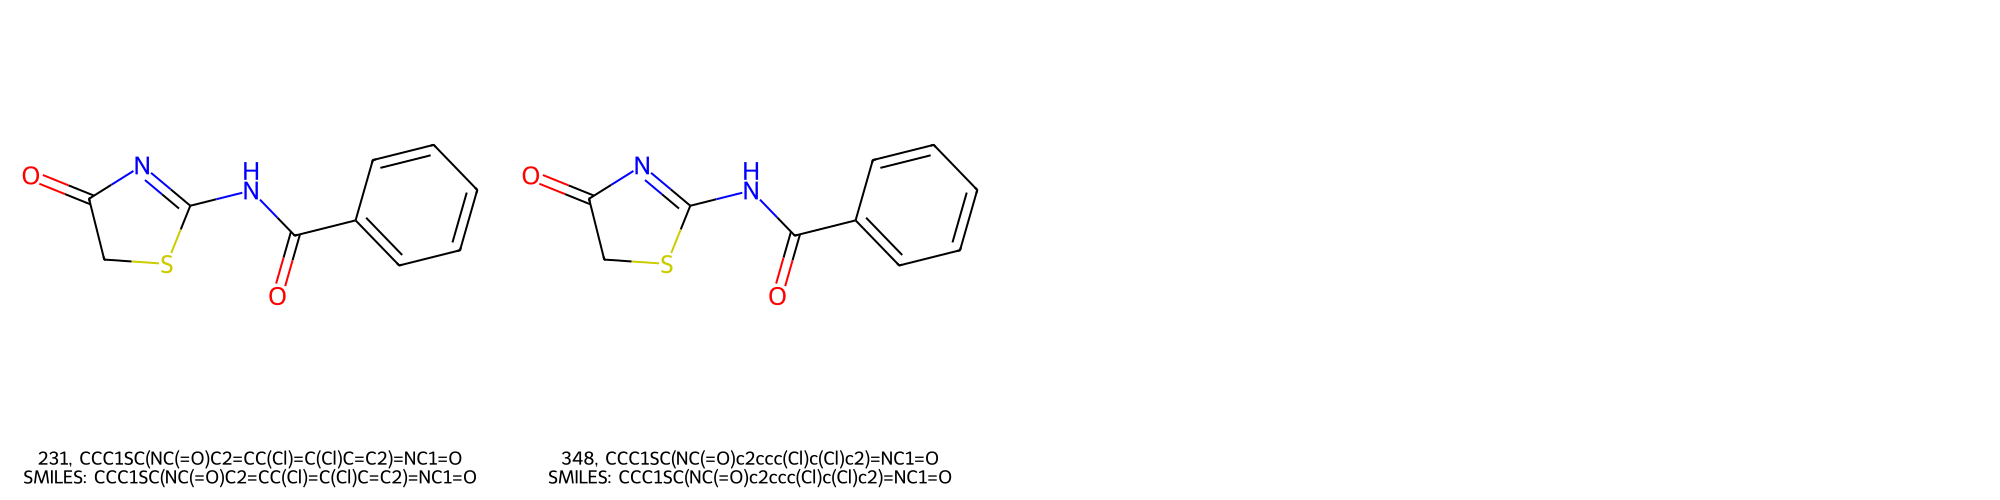 O
N
H
N
S
O
O
N
H
N
S
O
231, CCC1SC(NC(=O)C2=CC(Cl)=C(Cl)C=C2)=NC1=O
SMILES: CCC1SC(NC(=O)C2=CC(Cl)=C(Cl)C=C2)=NC1=O
348, CCC1SC(NC(=O)c2ccc(Cl)c(Cl)c2)=NC1=O
SMILES: CCC1SC(NC(=O)c2ccc(Cl)c(Cl)c2)=NC1=O